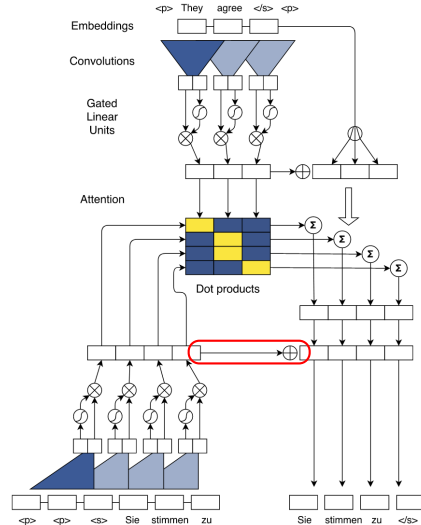 <p> They agree </s> <p>
Embeddings
Convolutions
Gated
Linear
Units
Attention
Σ
Σ
Σ
Σ
Dot products
<p> <p> <s> Sie stimmen zu
Sie stimmen zu </s>